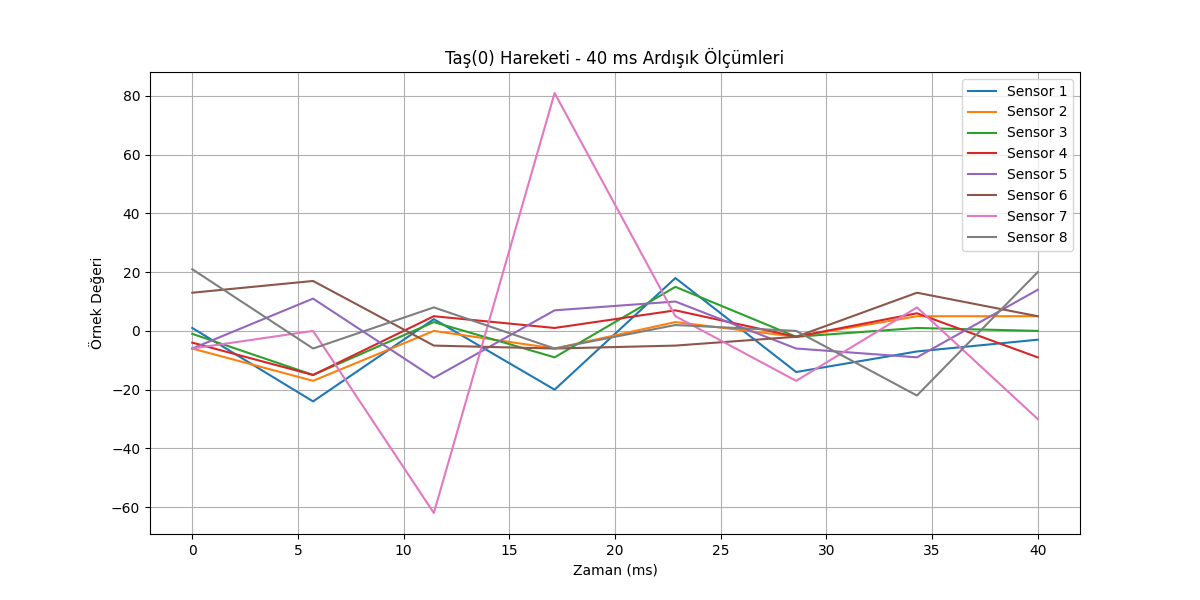 Taş(0) Hareketi - 40 ms Ardışık Ölçümleri
Örnek Değeri
80
60
40
20
0
−20
−40
−60
0 5 10 15 20 25 30 35 40
Zaman (ms)
Sensor 1
Sensor 2
Sensor 3
Sensor 4
Sensor 5
Sensor 6
Sensor 7
Sensor 8